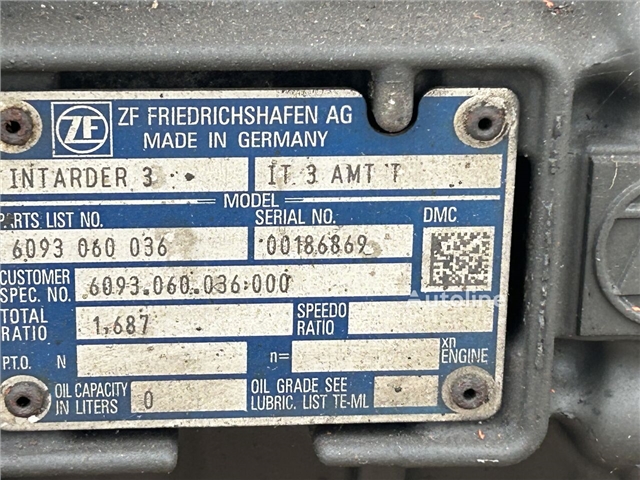 ZF ZF FRIEDRICHSHAFEN AG
MADE IN GERMANY
INTARDER 3 IT 3 AMT T
MODEL
PARTS LIST NO. SERIAL NO. DMC
6093 060 036 00186869
CUSTOMER
SPEC. NO. 6093.060.036.000
TOTAL
RATIO 1,687 SPEEDO
RATIO
P.T.O. N n= xn
ENGINE
OIL CAPACITY
IN LITERS 0 OIL GRADE SEE
LUBRIC. LIST TE-ML
Autoline